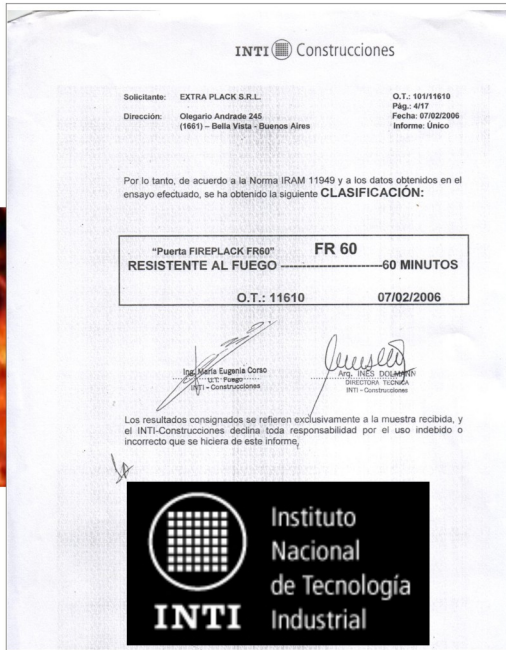 INTI Construcciones
Solicitante: EXTRA PLACK S.R.L.
O.T.: 101/11610
Pág.: 4/17
Dirección: Olegario Andrade 245
Fecha: 07/02/2006
(1661) – Bella Vista - Buenos Aires
Informe: Único
Por lo tanto, de acuerdo a la Norma IRAM 11949 y a los datos obtenidos en el
ensayo efectuado, se ha obtenido la siguiente CLASIFICACIÓN:
"Puerta FIREPLACK FR60" FR 60
RESISTENTE AL FUEGO -------------------------60 MINUTOS
O.T.: 11610 07/02/2006
Ing. María Eugenia Corso
U.T. Fuego
INTI - Construcciones
Arq. INÉS DOLMANN
DIRECTORA TECNICA
INTI - Construcciones
Los resultados consignados se refieren exclusivamente a la muestra recibida, y
el INTI-Construcciones declina toda responsabilidad por el uso indebido o
incorrecto que se hiciera de este informe.
Instituto
Nacional
de Tecnología
INTI Industrial